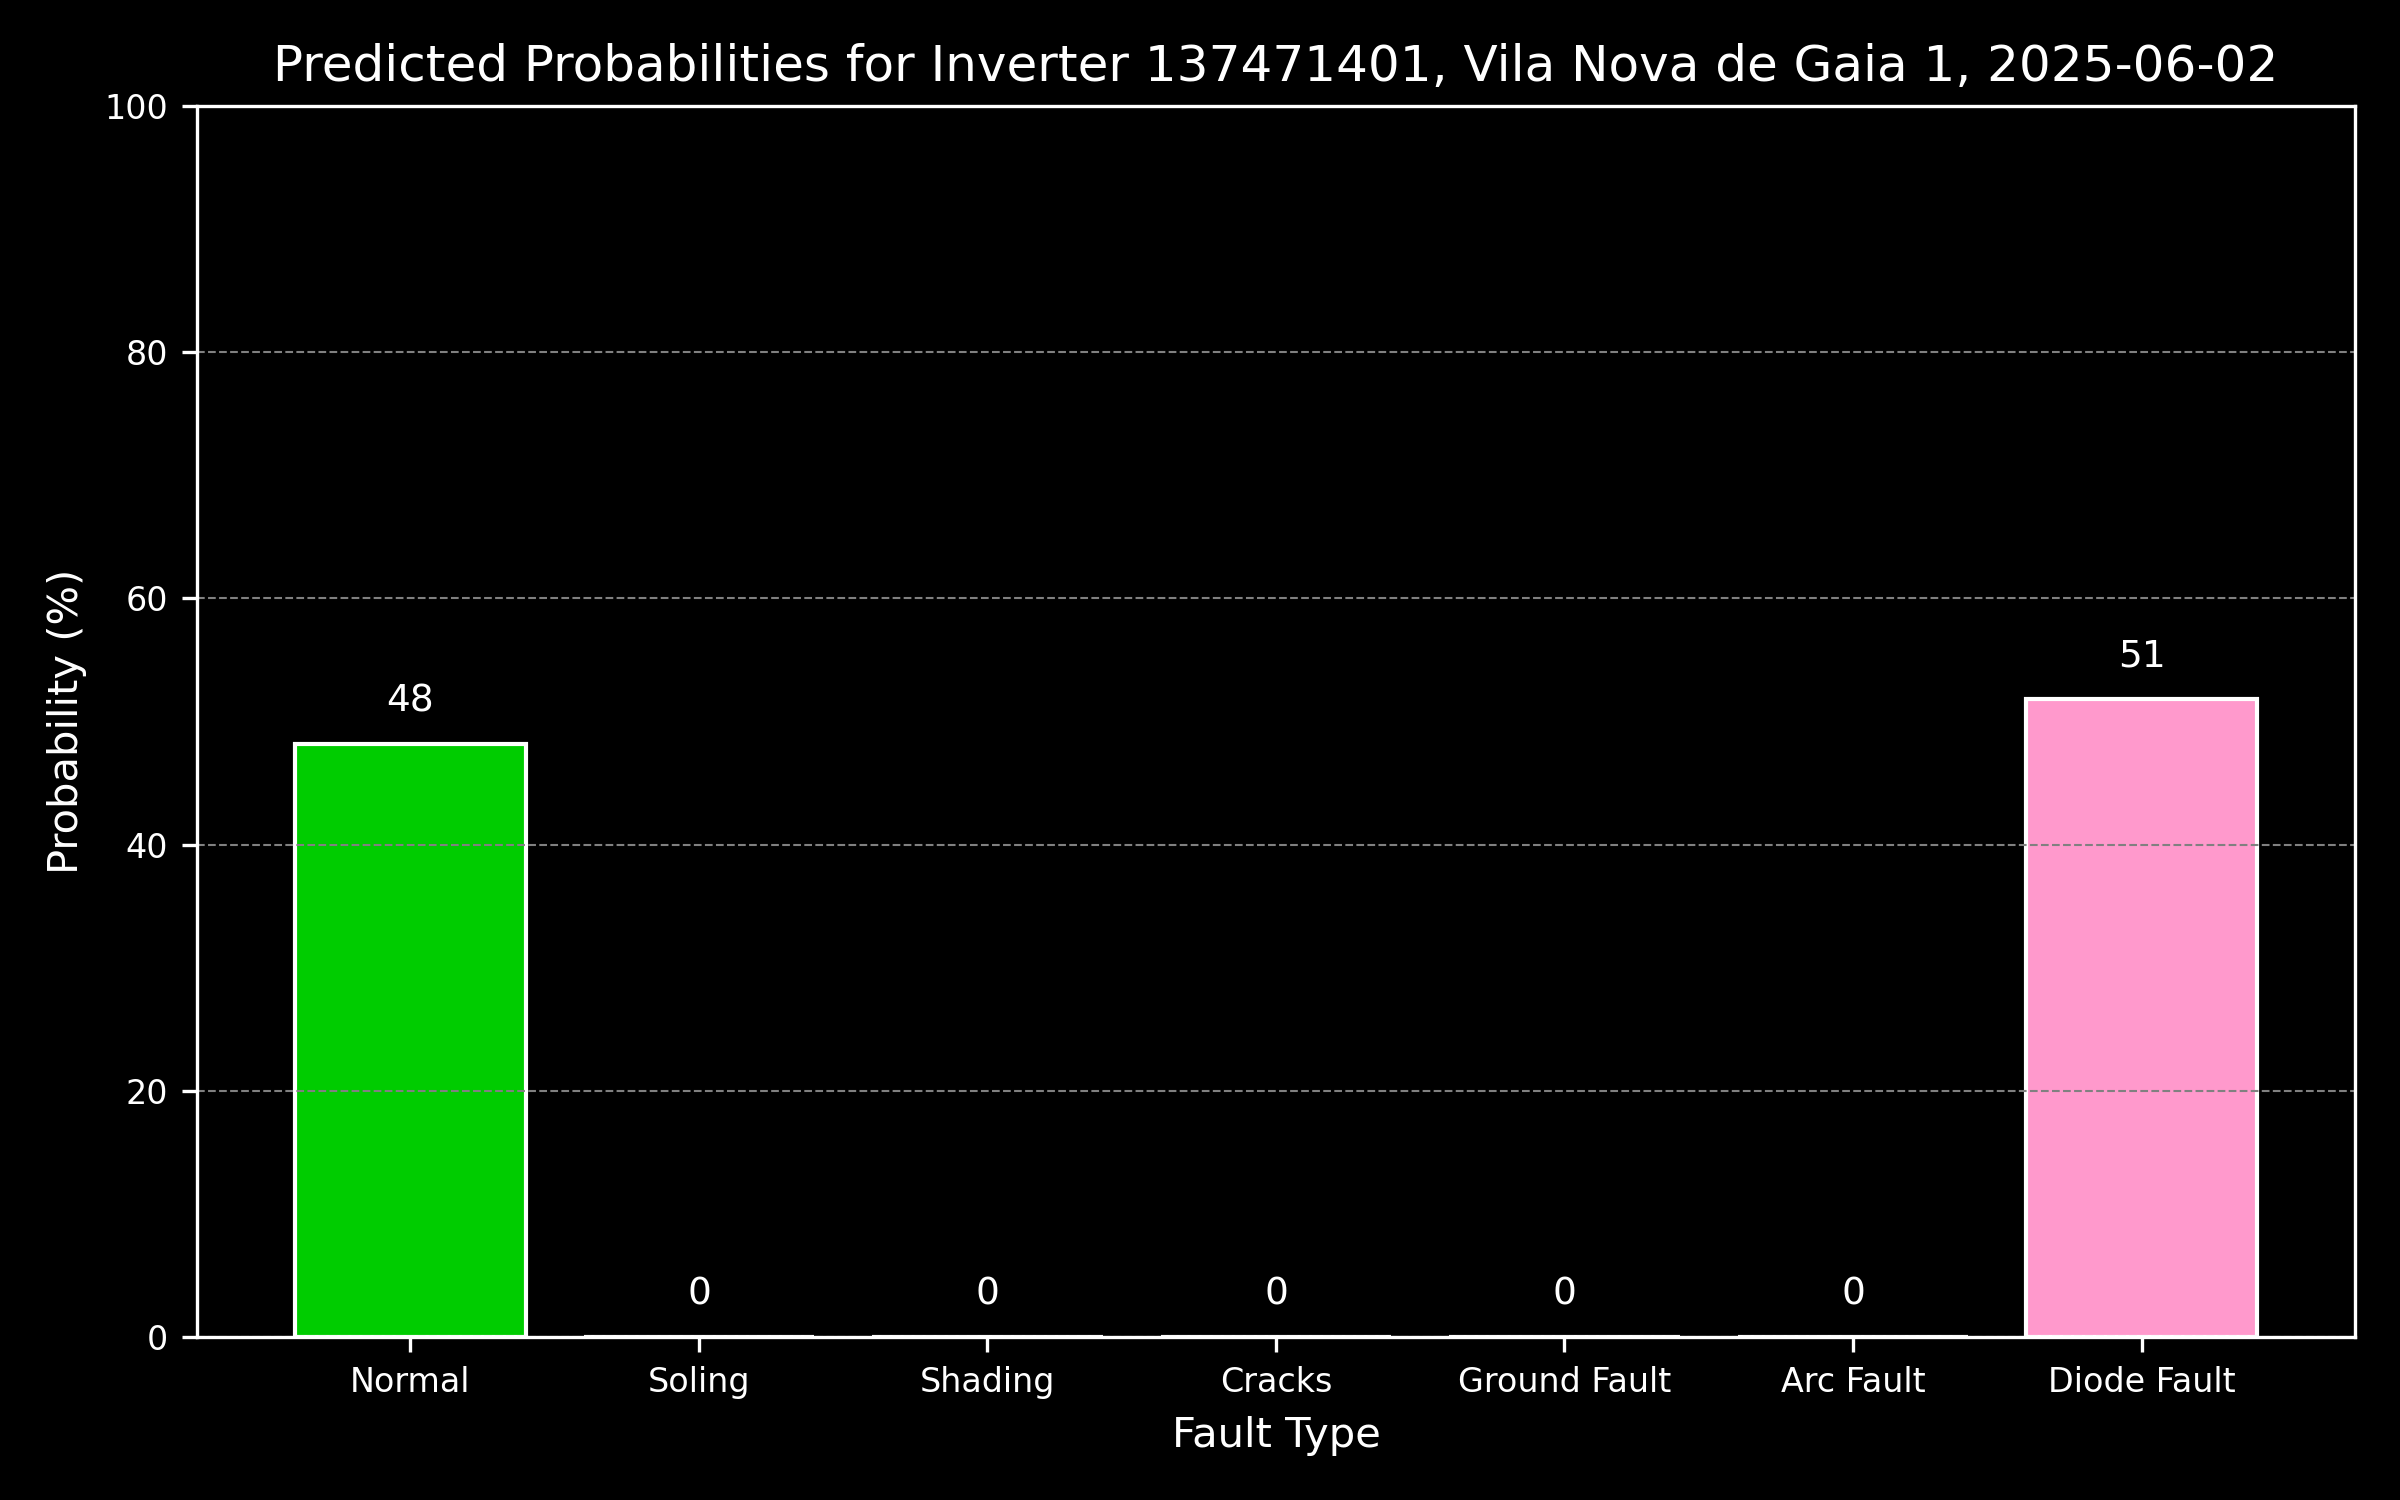 Predicted Probabilities for Inverter 137471401, Vila Nova de Gaia 1, 2025-06-02
100
80
60
40
20
0
Probability (%)
48
0
0
0
0
0
51
Normal
Soling
Shading
Cracks
Ground Fault
Arc Fault
Diode Fault
Fault Type